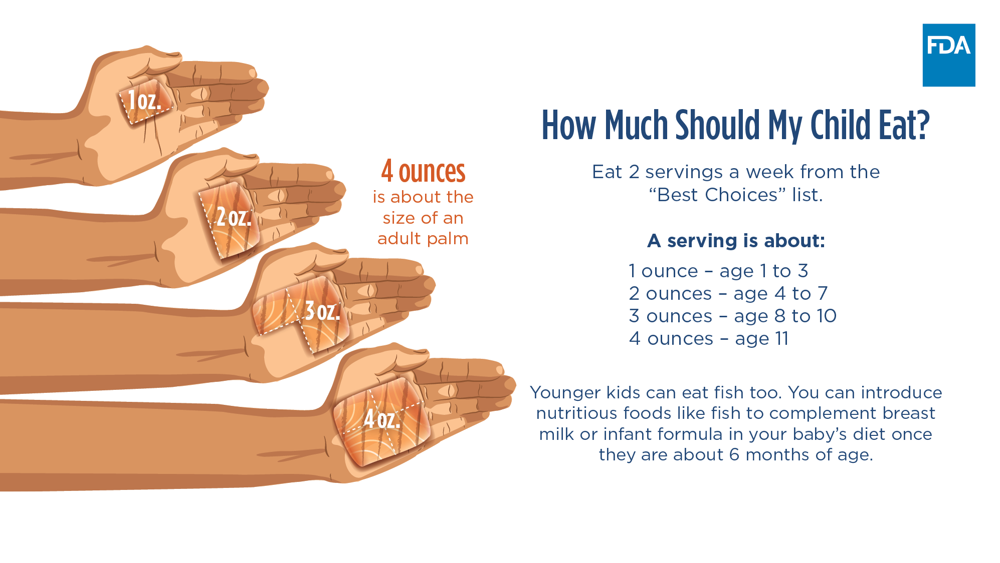 FDA
1 oz.
2 oz.
3 oz.
4 oz.
4 ounces
is about the
size of an
adult palm
How Much Should My Child Eat?
Eat 2 servings a week from the
“Best Choices” list.
A serving is about:
1 ounce – age 1 to 3
2 ounces – age 4 to 7
3 ounces – age 8 to 10
4 ounces – age 11
Younger kids can eat fish too. You can introduce
nutritious foods like fish to complement breast
milk or infant formula in your baby’s diet once
they are about 6 months of age.